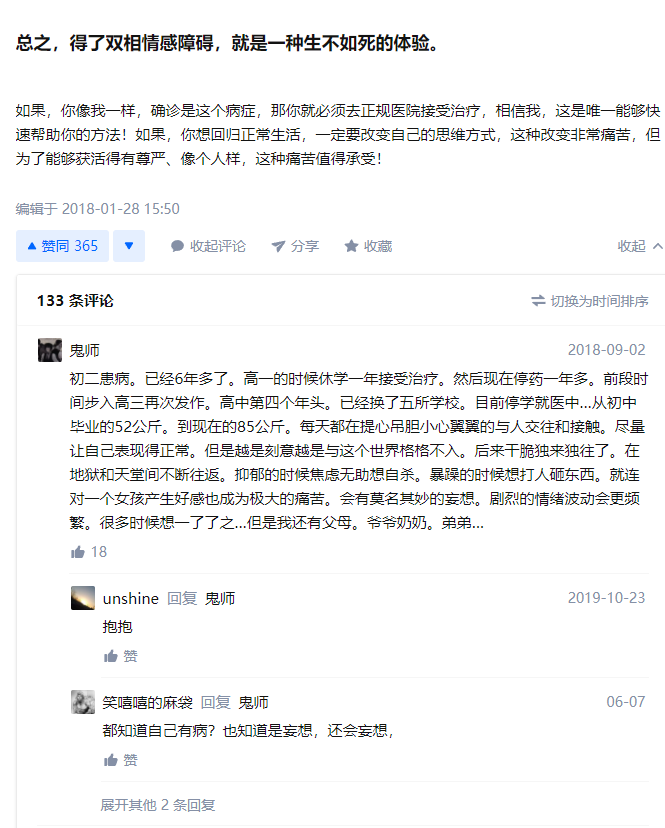 总之，得了双相情感障碍，就是一种生不如死的体验。
如果，你像我一样，确诊是这个病症，那你就必须去正规医院接受治疗，相信我，这是唯一能够快
速帮助你的方法！如果，你想回归正常生活，一定要改变自己的思维方式，这种改变非常痛苦，但
为了能够获活得有尊严、像个人样，这种痛苦值得承受！
编辑于 2018-01-28 15:50
赞同 365 收起评论 分享 收藏 收起
133 条评论 切换为时间排序
鬼师 2018-09-02
初二患病。已经6年多了。高一的时候休学一年接受治疗。然后现在停药一年多。前段时
间步入高三再次发作。高中第四个年头。已经换了五所学校。目前停学就医中...从初中
毕业的52公斤。到现在的85公斤。每天都在提心吊胆小心翼翼的与人交往和接触。尽量
让自己表现得正常。但是越是刻意越是与这个世界格格不入。后来干脆独来独往了。在
地狱和天堂间不断往返。抑郁的时候焦虑无助想自杀。暴躁的时候想打人砸东西。就连
对一个女孩产生好感也成为极大的痛苦。会有莫名其妙的妄想。剧烈的情绪波动会更频
繁。很多时候想一了了之...但是我还有父母。爷爷奶奶。弟弟...
18
unshine 回复 鬼师 2019-10-23
抱抱
赞
笑嘻嘻的麻袋 回复 鬼师 06-07
都知道自己有病？也知道是妄想，还会妄想，
赞
展开其他 2 条回复